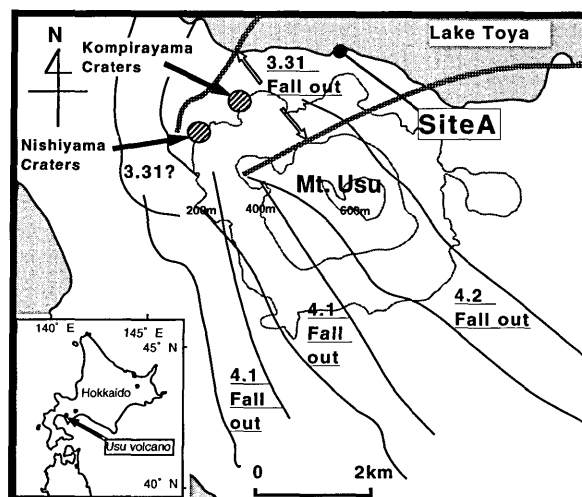 N
Kompirayama
Craters
Lake Toya
3.31
Fall out
SiteA
Nishiyama
Craters
3.31?
Mt. Usu
200m
400m
600m
4.1
Fall
out
4.2
Fall out
4.1
Fall
out
140° E
145° E
45° N
Hokkaido
Usu volcano
40° N
0
2km